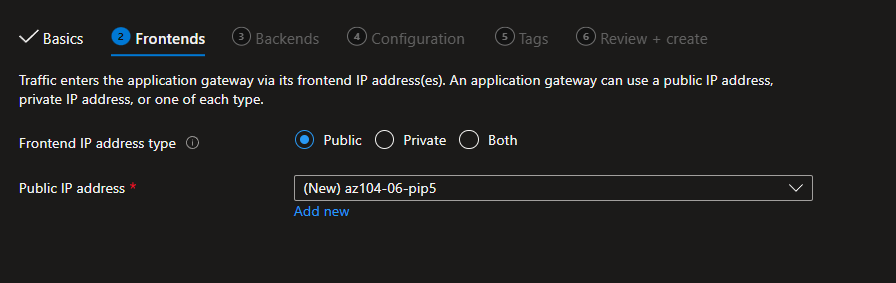 Basics 2 Frontends 3 Backends 4 Configuration 5 Tags 6 Review + create
Traffic enters the application gateway via its frontend IP address(es). An application gateway can use a public IP address,
private IP address, or one of each type.
Frontend IP address type Public Private Both
Public IP address * (New) az104-06-pip5
Add new